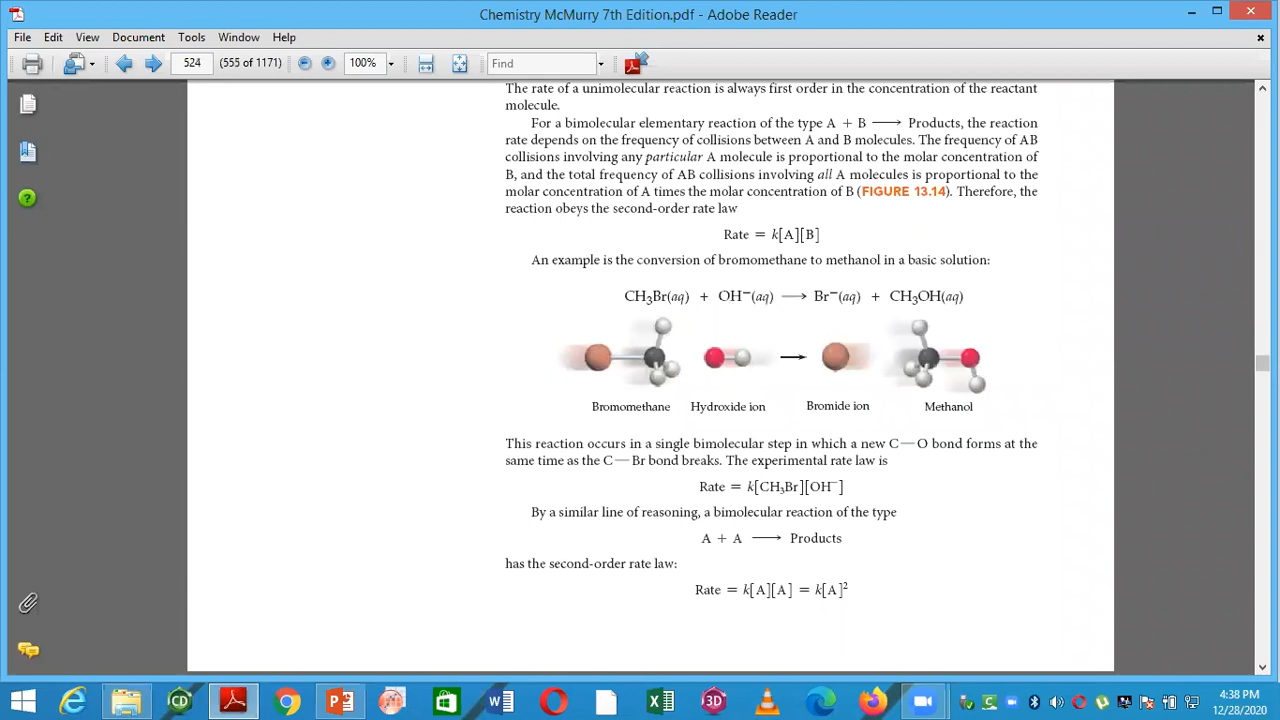 Chemistry McMurry 7th Edition.pdf - Adobe Reader
File Edit View Document Tools Window Help
524 (555 of 1171) 100% Find
The rate of a unimolecular reaction is always first order in the concentration of the reactant
molecule.
For a bimolecular elementary reaction of the type A + B ⟶ Products, the reaction
rate depends on the frequency of collisions between A and B molecules. The frequency of AB
collisions involving any particular A molecule is proportional to the molar concentration of
B, and the total frequency of AB collisions involving all A molecules is proportional to the
molar concentration of A times the molar concentration of B (FIGURE 13.14). Therefore, the
reaction obeys the second-order rate law
Rate = k[A][B]
An example is the conversion of bromomethane to methanol in a basic solution:
CH₃Br(aq) + OH⁻(aq) ⟶ Br⁻(aq) + CH₃OH(aq)
Bromomethane Hydroxide ion Bromide ion Methanol
This reaction occurs in a single bimolecular step in which a new C—O bond forms at the
same time as the C—Br bond breaks. The experimental rate law is
Rate = k[CH₃Br][OH⁻]
By a similar line of reasoning, a bimolecular reaction of the type
A + A ⟶ Products
has the second-order rate law:
Rate = k[A][A] = k[A]²
4:38 PM
12/28/2020